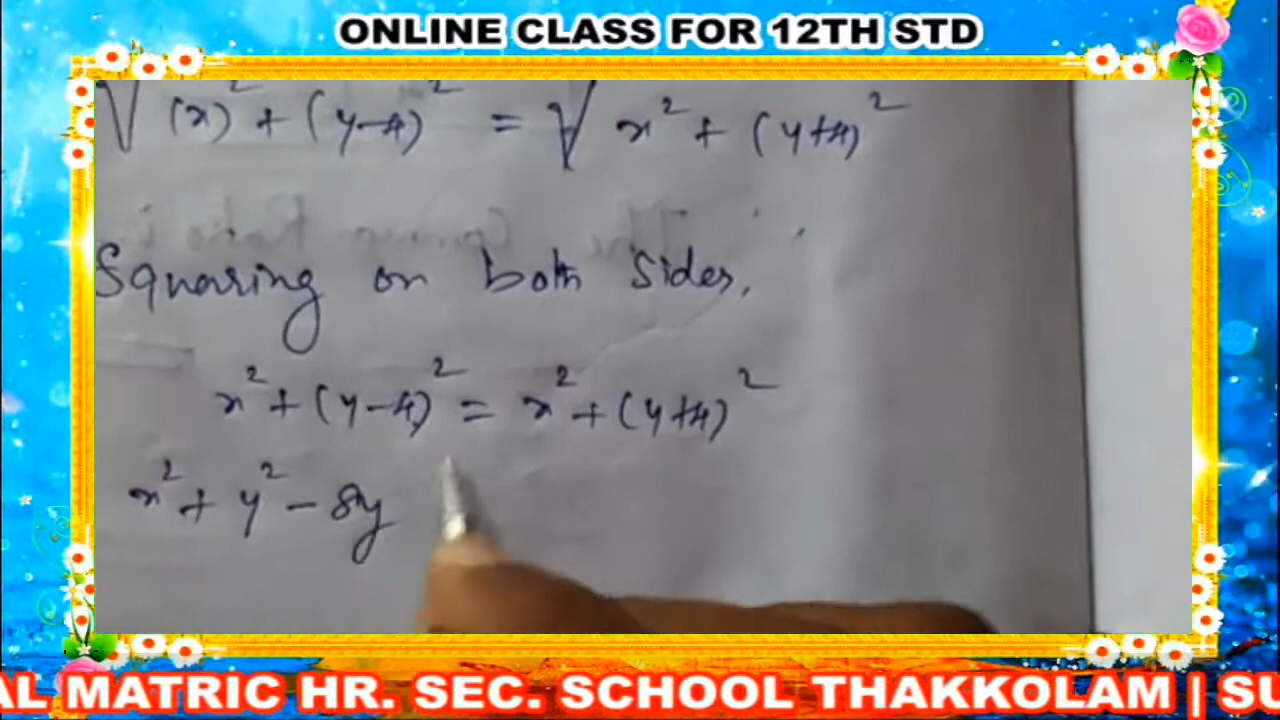 ONLINE CLASS FOR 12TH STD
√(x)² + (y-4)² = √x² + (y+4)²
Squaring on both sides,
x² + (y-4)² = x² + (y+4)²
x² + y² - 8y
AL MATRIC HR. SEC. SCHOOL THAKKOLAM | SU